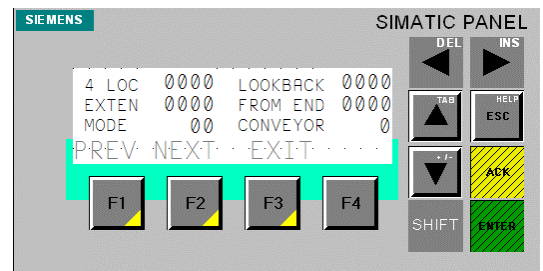 SIEMENS SIMATIC PANEL
DEL INS
4 LOC 0000 LOOKBACK 0000
EXTEN 0000 FROM END 0000
MODE 00 CONVEYOR 0
PREV NEXT EXIT
TAB HELP
ESC
+ / -
ACK
F1 F2 F3 F4
SHIFT ENTER